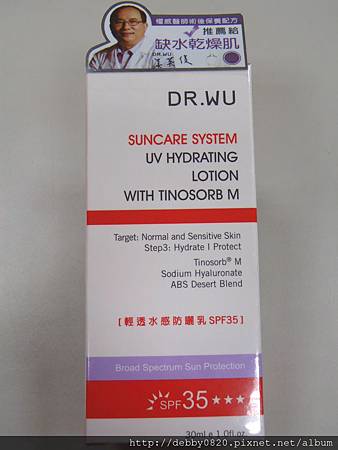 權威醫師術後保養配方
推薦給
缺水乾燥肌
DR.WU
DR.WU
SUNCARE SYSTEM
UV HYDRATING
LOTION
WITH TINOSORB M
Target: Normal and Sensitive Skin
Step3: Hydrate I Protect
Tinosorb® M
Sodium Hyaluronate
ABS Desert Blend
[輕透水感防曬乳SPF35]
Broad Spectrum Sun Protection
SPF35★★★
30ml e 1.0fl.oz
http://debby0820.pixnet.net/album